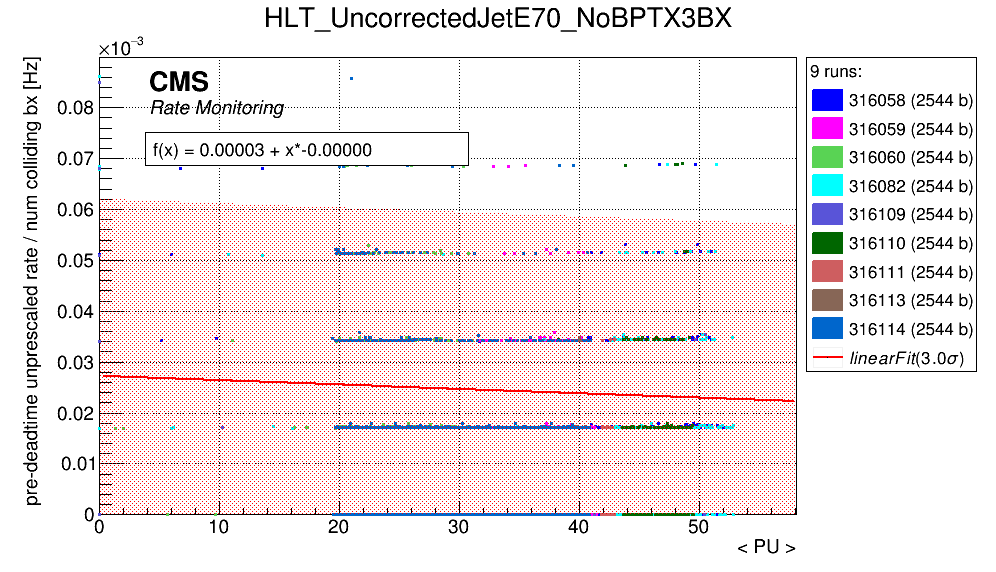 HLT_UncorrectedJetE70_NoBPTX3BX
×10⁻³
pre-deadtime unprescaled rate / num colliding bx [Hz]
CMS
Rate Monitoring
f(x) = 0.00003 + x*-0.00000
0.08
0.07
0.06
0.05
0.04
0.03
0.02
0.01
0
0 10 20 30 40 50
< PU >
9 runs:
316058 (2544 b)
316059 (2544 b)
316060 (2544 b)
316082 (2544 b)
316109 (2544 b)
316110 (2544 b)
316111 (2544 b)
316113 (2544 b)
316114 (2544 b)
linearFit(3.0σ)